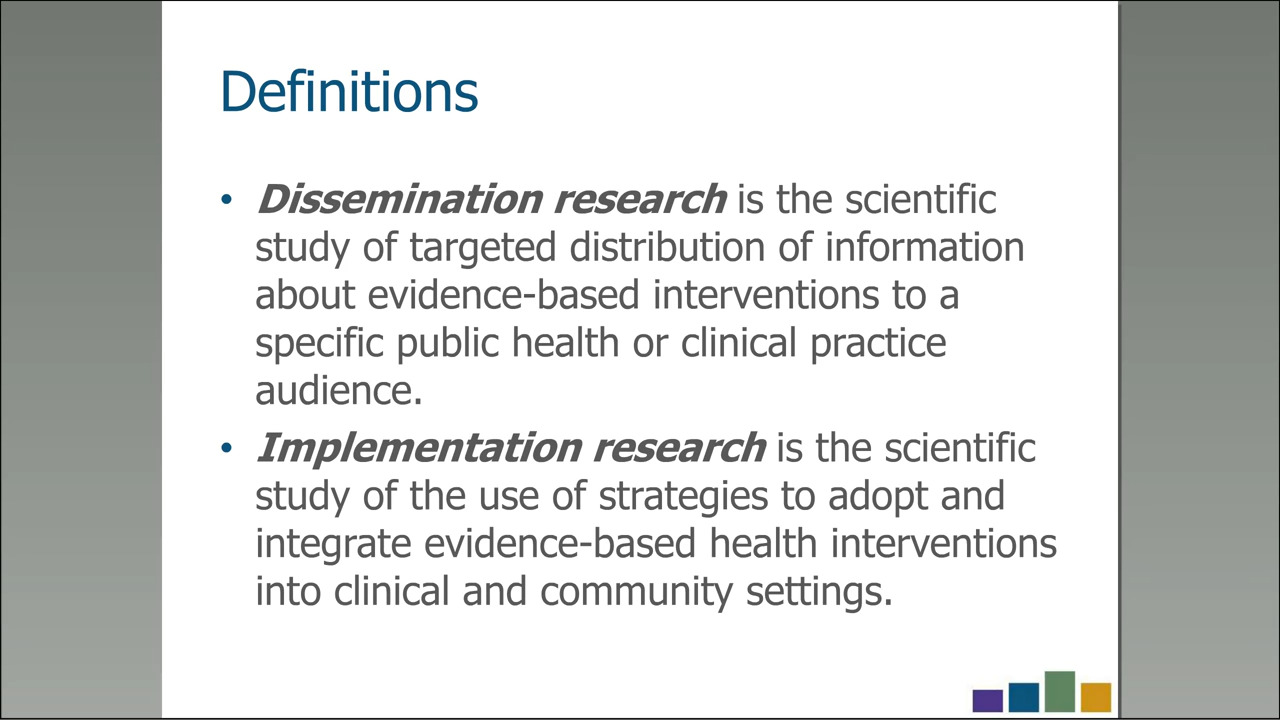 Definitions
• Dissemination research is the scientific
study of targeted distribution of information
about evidence-based interventions to a
specific public health or clinical practice
audience.
• Implementation research is the scientific
study of the use of strategies to adopt and
integrate evidence-based health interventions
into clinical and community settings.